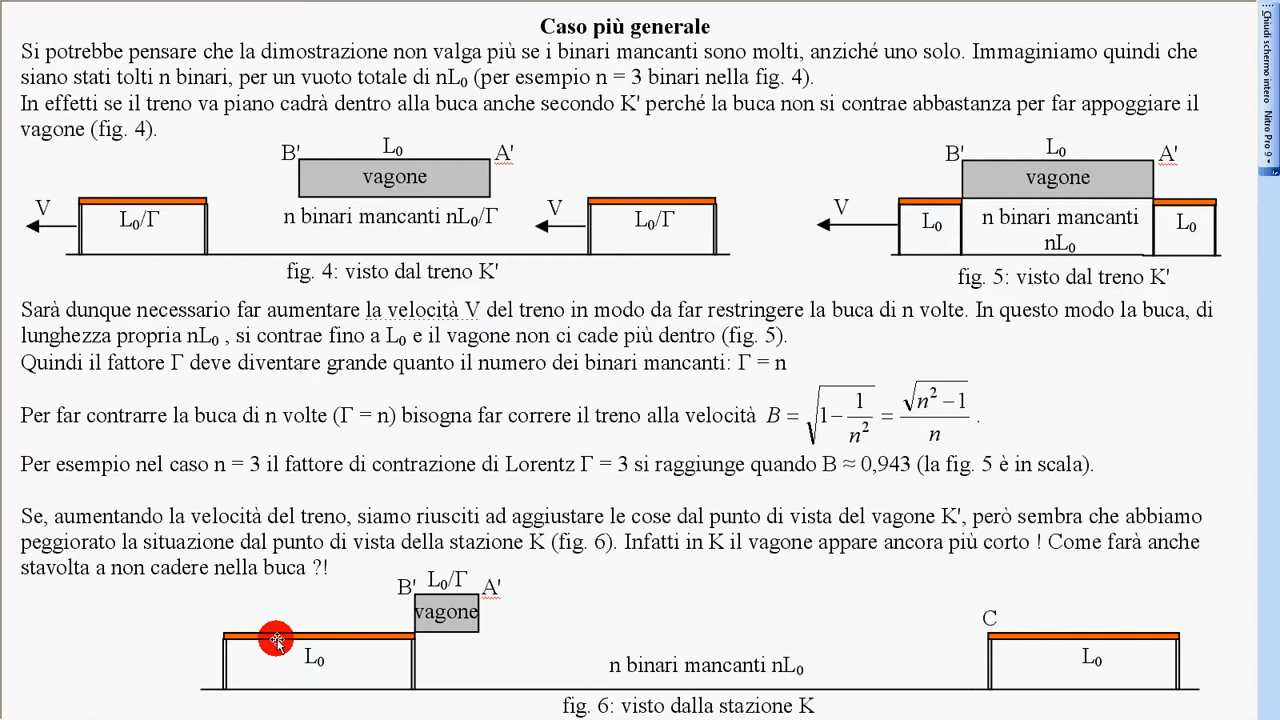 Caso più generale
Si potrebbe pensare che la dimostrazione non valga più se i binari mancanti sono molti, anziché uno solo. Immaginiamo quindi che
siano stati tolti n binari, per un vuoto totale di nL₀ (per esempio n = 3 binari nella fig. 4).
In effetti se il treno va piano cadrà dentro alla buca anche secondo K' perché la buca non si contrae abbastanza per far appoggiare il
vagone (fig. 4).
B' L₀ A'
vagone
V L₀/Γ n binari mancanti nL₀/Γ V L₀/Γ
fig. 4: visto dal treno K'
B' L₀ A'
vagone
V L₀ n binari mancanti L₀
nL₀
fig. 5: visto dal treno K'
Sarà dunque necessario far aumentare la velocità V del treno in modo da far restringere la buca di n volte. In questo modo la buca, di
lunghezza propria nL₀ , si contrae fino a L₀ e il vagone non ci cade più dentro (fig. 5).
Quindi il fattore Γ deve diventare grande quanto il numero dei binari mancanti: Γ = n
Per far contrarre la buca di n volte (Γ = n) bisogna far correre il treno alla velocità B = √(1 − 1/n²) = √(n² − 1)/n .
Per esempio nel caso n = 3 il fattore di contrazione di Lorentz Γ = 3 si raggiunge quando B ≈ 0,943 (la fig. 5 è in scala).
Se, aumentando la velocità del treno, siamo riusciti ad aggiustare le cose dal punto di vista del vagone K', però sembra che abbiamo
peggiorato la situazione dal punto di vista della stazione K (fig. 6). Infatti in K il vagone appare ancora più corto ! Come farà anche
stavolta a non cadere nella buca ?!
B' L₀/Γ A'
vagone
C
L₀ n binari mancanti nL₀ L₀
fig. 6: visto dalla stazione K
Chiudi schermo intero - Nitro Pro 9